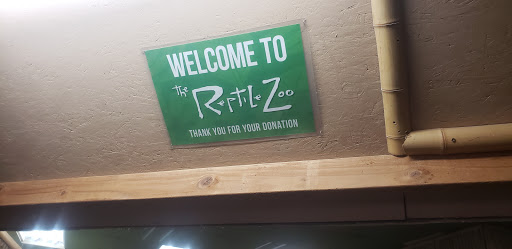 WELCOME TO
The Reptile Zoo
THANK YOU FOR YOUR DONATION